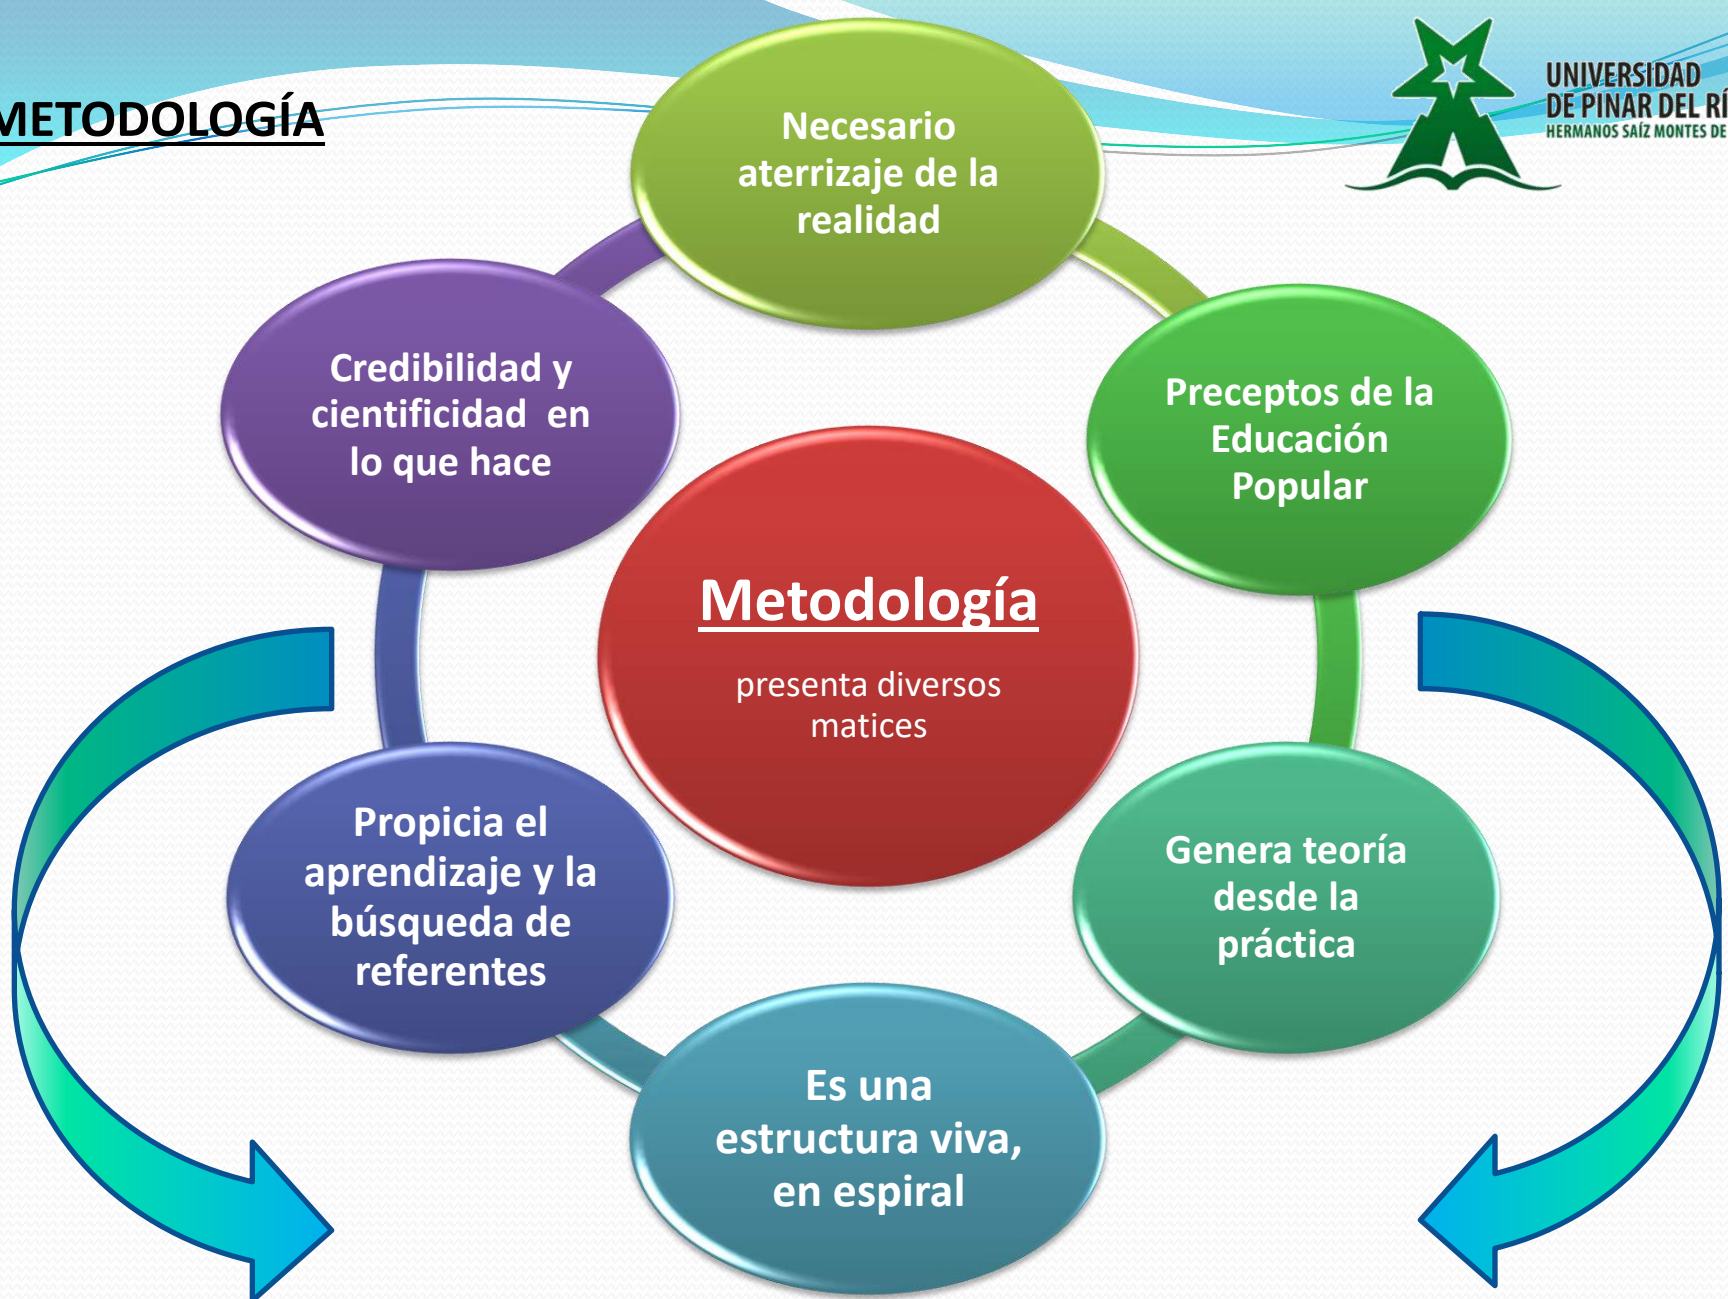 METODOLOGÍA
UNIVERSIDAD
DE PINAR DEL RÍ
HERMANOS SAÍZ MONTES DE
Necesario
aterrizaje de la
realidad
Credibilidad y
cientificidad en
lo que hace
Preceptos de la
Educación
Popular
Metodología
presenta diversos
matices
Propicia el
aprendizaje y la
búsqueda de
referentes
Genera teoría
desde la
práctica
Es una
estructura viva,
en espiral